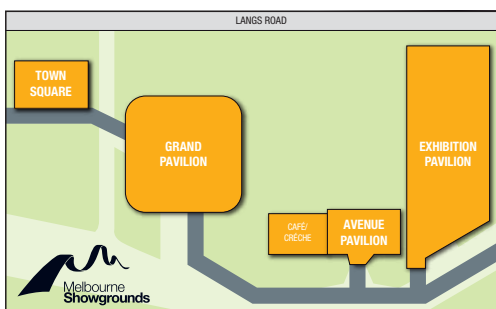 LANGS ROAD
TOWN
SQUARE
GRAND
PAVILION
EXHIBITION
PAVILION
CAFÉ/
CRÈCHE
AVENUE
PAVILION
Melbourne
Showgrounds